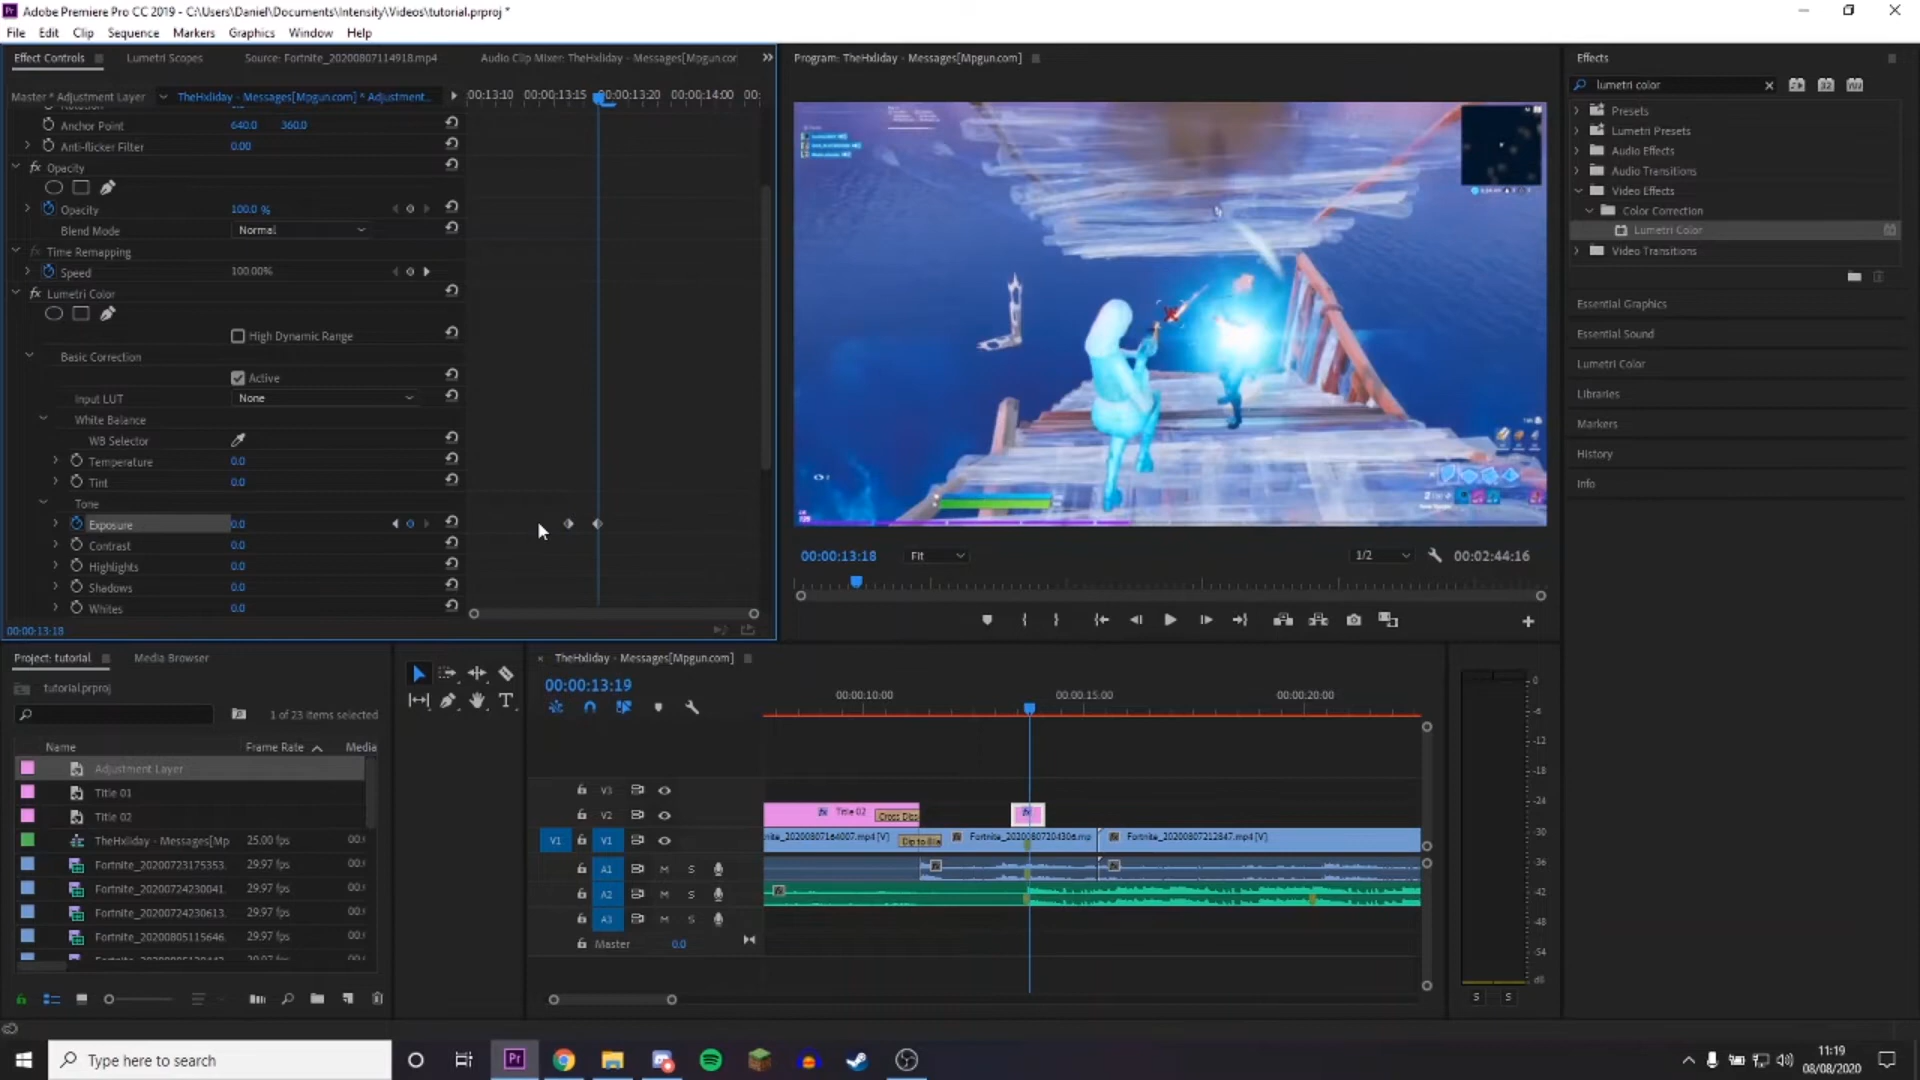 Adobe Premiere Pro CC 2019 - C:\Users\Daniel\Documents\Intensity\Videos\tutorial.prproj *
File Edit Clip Sequence Markers Graphics Window Help
Effect Controls Lumetri Scopes Source: Fortnite_20200807114918.mp4 Audio Clip Mixer: TheHxliday - Messages[Mpgun.cor
Program: TheHxliday - Messages[Mpgun.com]
Effects
Master * Adjustment Layer TheHxliday - Messages[Mpgun.com] * Adjustment...
:00:13:10 00:00:13:15 00:00:13:20 00:00:14:00 00:
lumetri color
Anchor Point 640.0 360.0
Anti-flicker Filter 0.00
fx Opacity
Opacity 100.0 %
Blend Mode Normal
fx Time Remapping
Speed 100.00%
fx Lumetri Color
High Dynamic Range
Basic Correction
Active
Input LUT None
White Balance
WB Selector
Temperature 0.0
Tint 0.0
Tone
Exposure 0.0
Contrast 0.0
Highlights 0.0
Shadows 0.0
Whites 0.0
00:00:13:18
00:00:13:18 Fit 1/2 00:02:44:16
Presets
Lumetri Presets
Audio Effects
Audio Transitions
Video Effects
Color Correction
Lumetri Color
Video Transitions
Essential Graphics
Essential Sound
Lumetri Color
Libraries
Markers
History
Info
Project: tutorial Media Browser
tutorial.prproj
1 of 23 items selected
Name Frame Rate Media
Adjustment Layer
Title 01
Title 02
TheHxliday - Messages[Mp 25.00 fps 00:
Fortnite_20200723175353. 29.97 fps 00:
Fortnite_20200724230041. 29.97 fps 00:
Fortnite_20200724230613. 29.97 fps 00:
Fortnite_20200805115646. 29.97 fps 00:
TheHxliday - Messages[Mpgun.com]
00:00:13:19
00:00:10:00 00:00:15:00 00:00:20:00
V3
V2 Title 02 Cross Diss
V1 V1 nite_20200807164007.mp4 [V] Dip to Bla Fortnite_20200807204306.mp Fortnite_20200807212847.mp4 [V]
A1 M S
A2 M S
A3 M S
Master 0.0
0
-6
-12
-18
-24
-30
-36
-42
-48
-54
dB
S S
Type here to search
Pr
11:19
08/08/2020